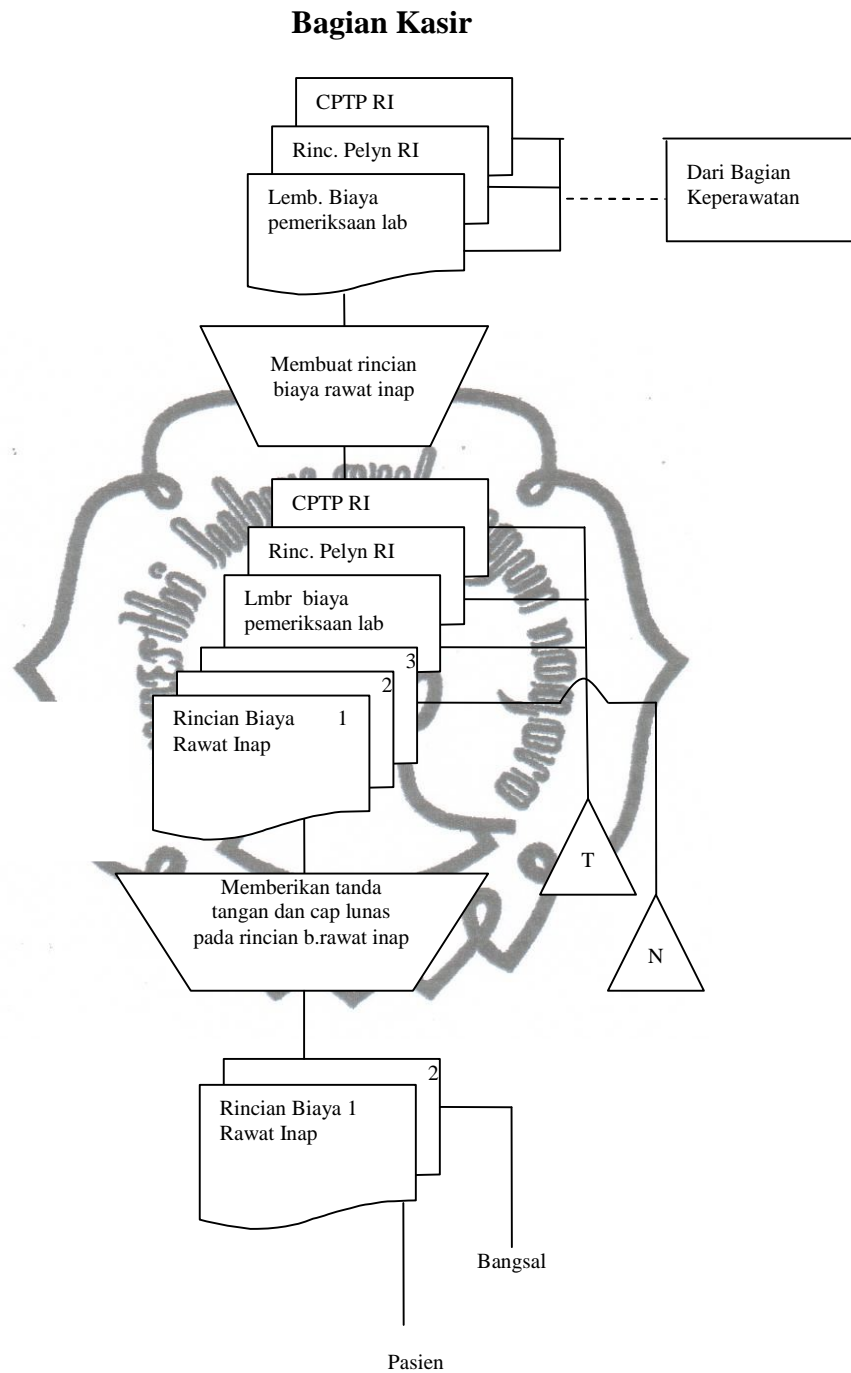 Bagian Kasir
CPTP RI
Rinc. Pelyn RI
Lemb. Biaya
pemeriksaan lab
Dari Bagian
Keperawatan
Membuat rincian
biaya rawat inap
CPTP RI
Rinc. Pelyn RI
Lmbr biaya
pemeriksaan lab
3
2
Rincian Biaya 1
Rawat Inap
T
Memberikan tanda
tangan dan cap lunas
pada rincian b.rawat inap
N
2
Rincian Biaya 1
Rawat Inap
Bangsal
Pasien